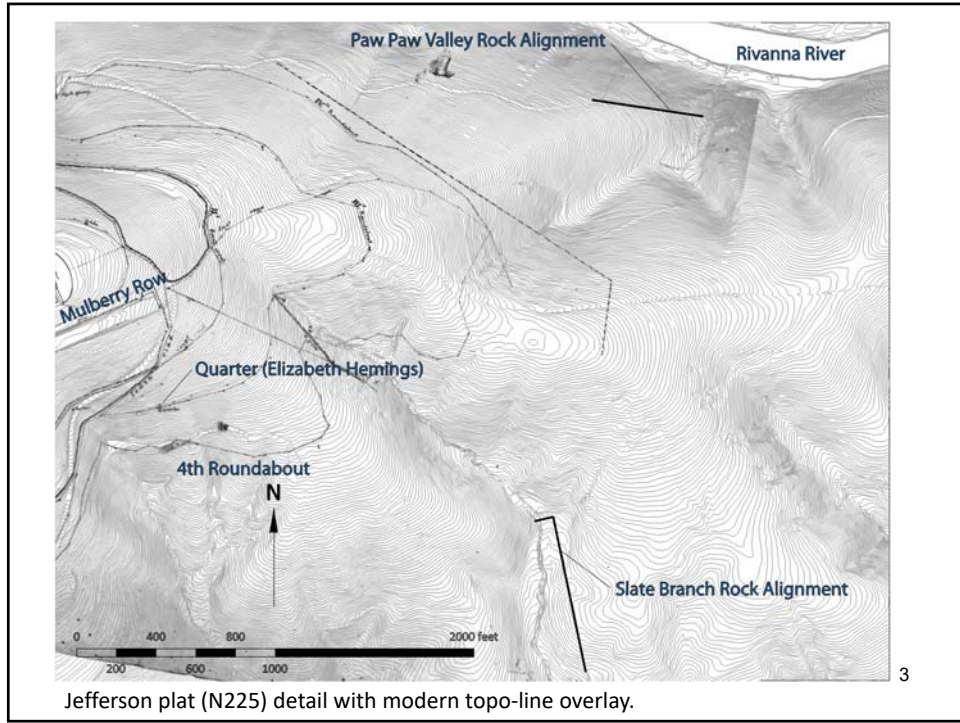 Paw Paw Valley Rock Alignment
Rivanna River
Mulberry Row
Quarter (Elizabeth Hemings)
4th Roundabout
N
Slate Branch Rock Alignment
0 400 800 2000 feet
200 600 1000
3
Jefferson plat (N225) detail with modern topo-line overlay.